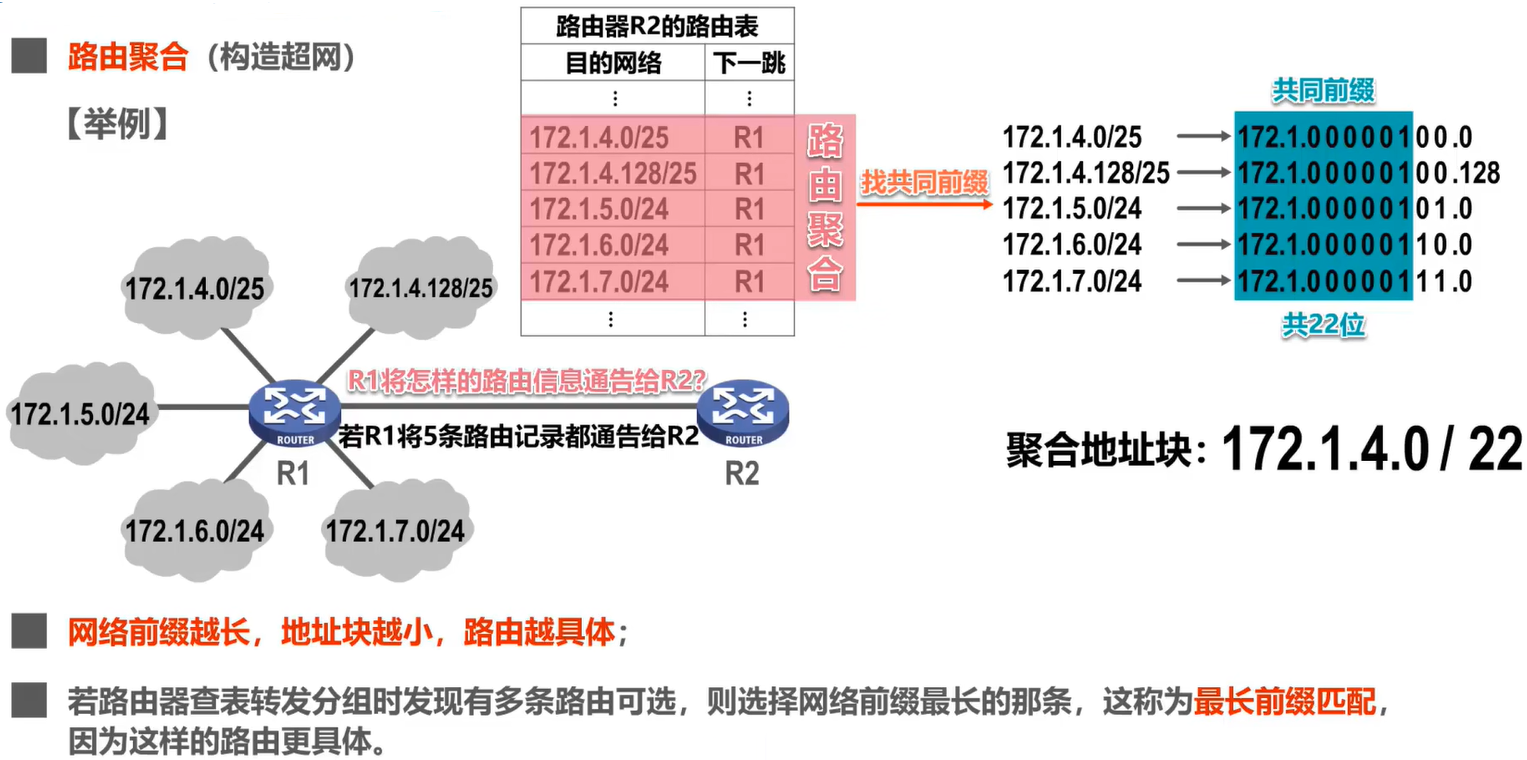 路由聚合（构造超网）
【举例】
路由器R2的路由表
目的网络 下一跳
⋮ ⋮
172.1.4.0/25 R1
172.1.4.128/25 R1
172.1.5.0/24 R1
172.1.6.0/24 R1
172.1.7.0/24 R1
⋮ ⋮
路由聚合
找共同前缀
共同前缀
172.1.4.0/25 172.1.00000100.0
172.1.4.128/25 172.1.00000100.128
172.1.5.0/24 172.1.00000101.0
172.1.6.0/24 172.1.00000110.0
172.1.7.0/24 172.1.00000111.0
共22位
172.1.4.0/25
172.1.4.128/25
172.1.5.0/24
172.1.6.0/24
172.1.7.0/24
ROUTER
R1
R1将怎样的路由信息通告给R2?
若R1将5条路由记录都通告给R2
ROUTER
R2
聚合地址块：172.1.4.0 / 22
网络前缀越长，地址块越小，路由越具体；
若路由器查表转发分组时发现有多条路由可选，则选择网络前缀最长的那条，这称为最长前缀匹配，
因为这样的路由更具体。